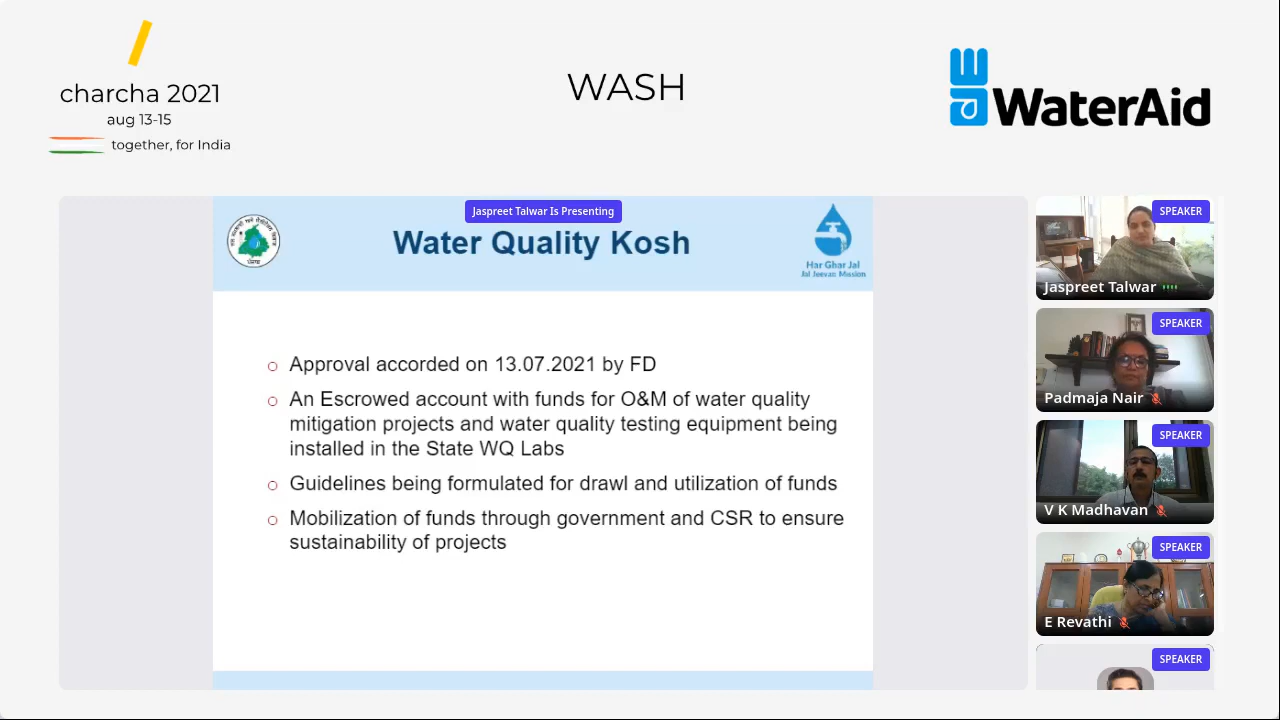 charcha 2021
aug 13-15
together, for India
WASH
WaterAid
Jaspreet Talwar Is Presenting
Water Quality Kosh
Har Ghar Jal
Jal Jeevan Mission
Approval accorded on 13.07.2021 by FD
An Escrowed account with funds for O&M of water quality
mitigation projects and water quality testing equipment being
installed in the State WQ Labs
Guidelines being formulated for drawl and utilization of funds
Mobilization of funds through government and CSR to ensure
sustainability of projects
SPEAKER
Jaspreet Talwar
SPEAKER
Padmaja Nair
SPEAKER
V K Madhavan
SPEAKER
E Revathi
SPEAKER